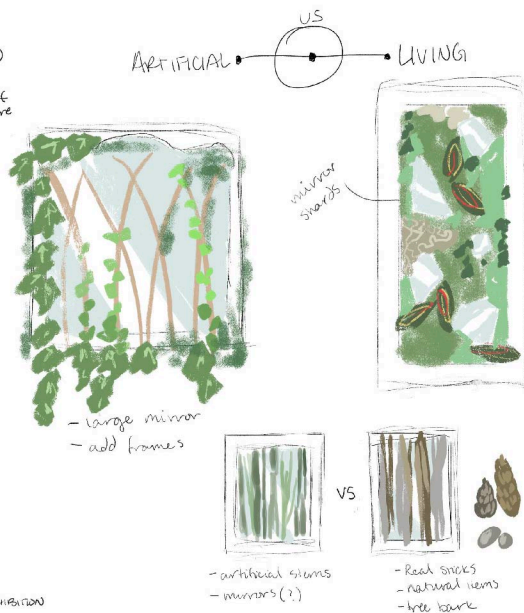 US
ARTIFICIAL
LIVING
mirror
shards
- large mirror
- add frames
VS
- artificial stems
- mirrors (?)
- Real sticks
- natural items
- tree bark